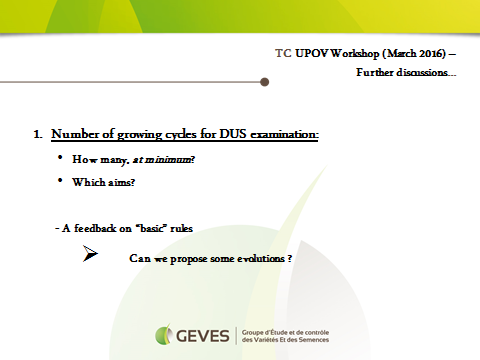 TC UPOV Workshop (March 2016) –
Further discussions...
1. Number of growing cycles for DUS examination:
• How many, at minimum?
• Which aims?
- A feedback on “basic” rules
➢ Can we propose some evolutions ?
GEVES
Groupe d'Étude et de contrôle
des Variétés Et des Semences